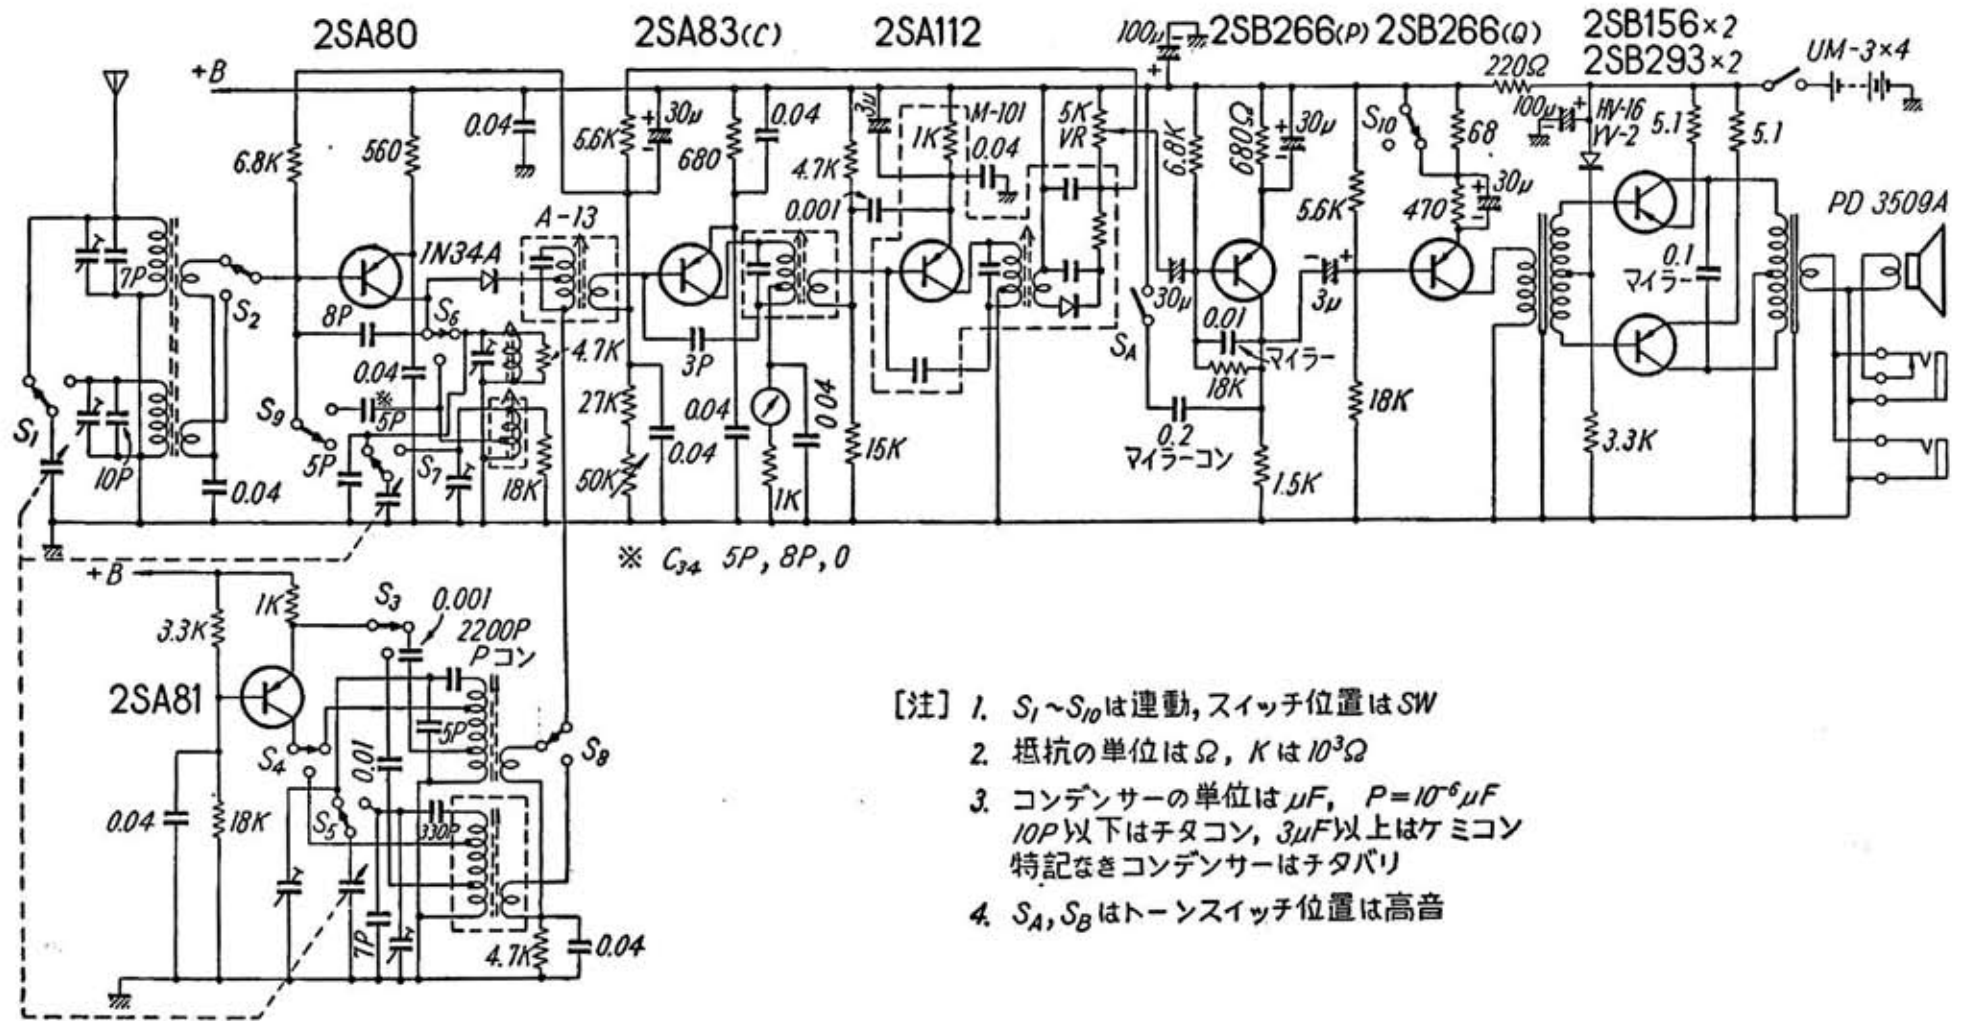 2SA80
2SA83(C)
2SA112
2SB266(P)
2SB266(Q)
2SB156×2
2SB293×2
UM-3×4
+B
100μ
+
-
220Ω
100μ
+
-
HV-16
YV-2
5.1
5.1
6.8K
560
0.04
5.6K
+
30μ
-
680
0.04
3μ
4.7K
M-101
1K
0.04
5K
VR
6.8K
680Ω
+
30μ
-
S10
68
5.6K
470
+
30μ
-
PD 3509A
7P
S2
1N34A
A-13
0.001
8P
S6
4.7K
3P
SA
30μ
0.01
マイラー
18K
-
+
3μ
0.1
マイラー
0.04
※
5P
S1
S9
10P
0.04
5P
S7
18K
27K
50K
0.04
0.04
0.04
1K
15K
0.2
マイラーコン
1.5K
18K
3.3K
※ C34 5P, 8P, 0
+B
3.3K
1K
S3
0.001
2200P
Pコン
2SA81
S4
5P
0.01
S8
0.04
18K
S5
330P
7P
4.7K
0.04
[注] 1. S1~S10は連動,スイッチ位置はSW
2. 抵抗の単位はΩ, Kは10³Ω
3. コンデンサーの単位はμF, P=10⁻⁶μF
10P以下はチタコン, 3μF以上はケミコン
特記なきコンデンサーはチタバリ
4. SA, SBはトーンスイッチ位置は高音